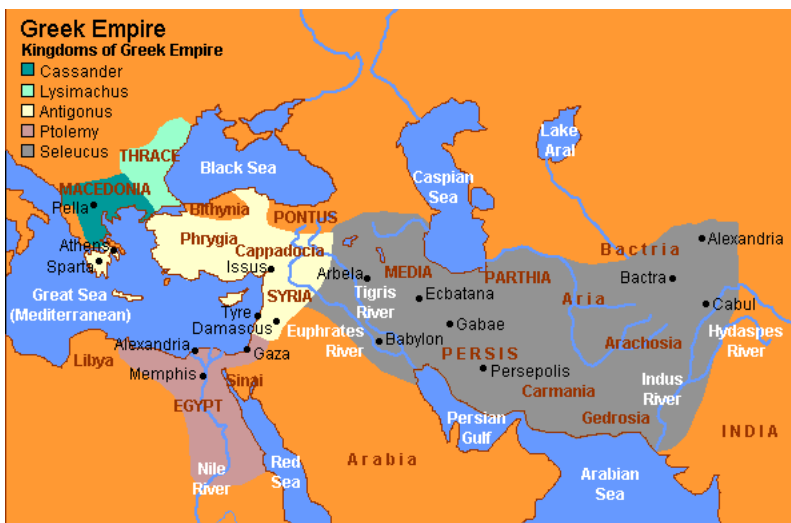 Greek Empire
Kingdoms of Greek Empire
Cassander
Lysimachus
Antigonus
Ptolemy
Seleucus
THRACE
MACEDONIA
Pella
Athens
Sparta
Great Sea
(Mediterranean)
Black Sea
Bithynia
PONTUS
Phrygia
Cappadocia
Issus
SYRIA
Tyre
Damascus
Euphrates
River
Alexandria
Gaza
Libya
Memphis
Sinai
EGYPT
Nile
River
Red
Sea
Arabia
Caspian
Sea
Lake
Aral
Arbela
MEDIA
Tigris
River
Ecbatana
Gabae
Babylon
PERSIS
Persepolis
Persian
Gulf
PARTHIA
Bactria
Alexandria
Bactra
Aria
Cabul
Arachosia
Hydaspes
River
Carmania
Indus
River
Gedrosia
INDIA
Arabian
Sea